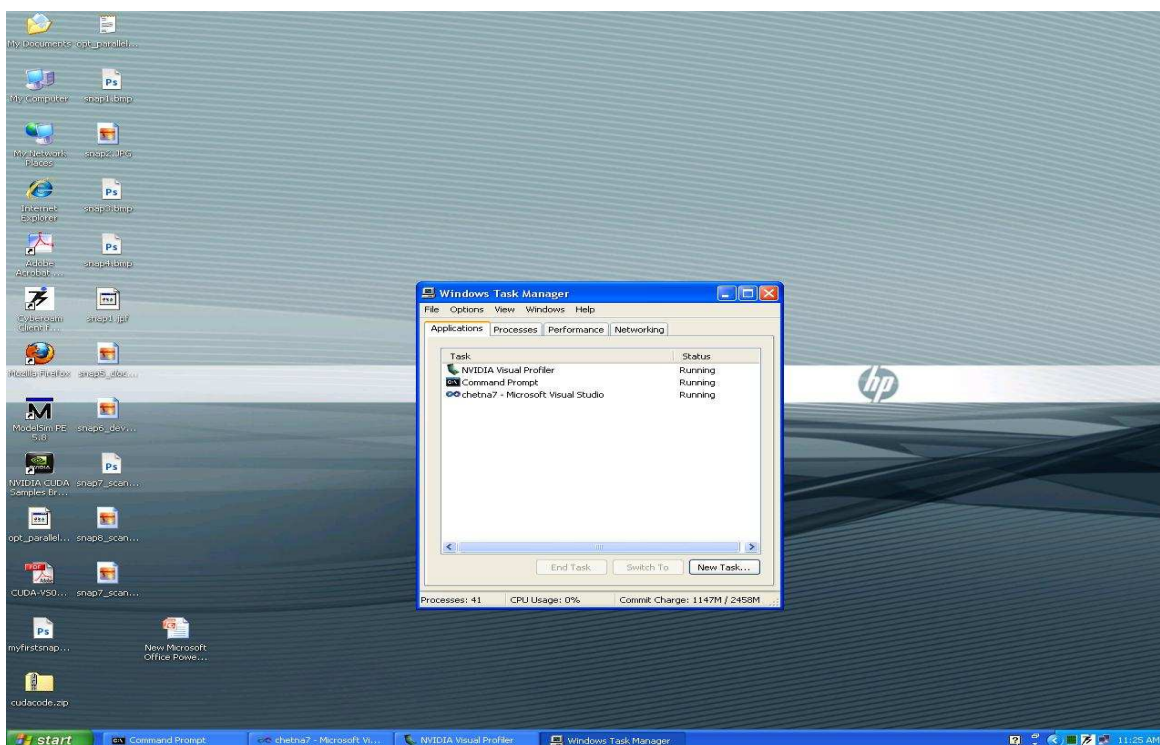 My Documents
opt_parallel...
My Computer
snap1.bmp
My Network
Places
snap2.JPG
Internet
Explorer
snap3.bmp
Adobe
Acrobat ...
snap4.bmp
Cyberoam
Client F...
snap1.jpf
Mozilla Firefox
snap5_doc...
ModelSim PE
5.8
snap6_dev...
NVIDIA CUDA
Samples Br...
snap7_scan...
opt_parallel...
snap8_scan...
CUDA-VS0...
snap7_scan...
myfirstsnap...
New Microsoft
Office Powe...
cudacode.zip
hp
Windows Task Manager
File Options View Windows Help
Applications Processes Performance Networking
Task Status
NVIDIA Visual Profiler Running
Command Prompt Running
chetna7 - Microsoft Visual Studio Running
End Task Switch To New Task...
Processes: 41 CPU Usage: 0% Commit Charge: 1147M / 2458M
start Command Prompt chetna7 - Microsoft Vi... NVIDIA Visual Profiler Windows Task Manager 11:25 AM